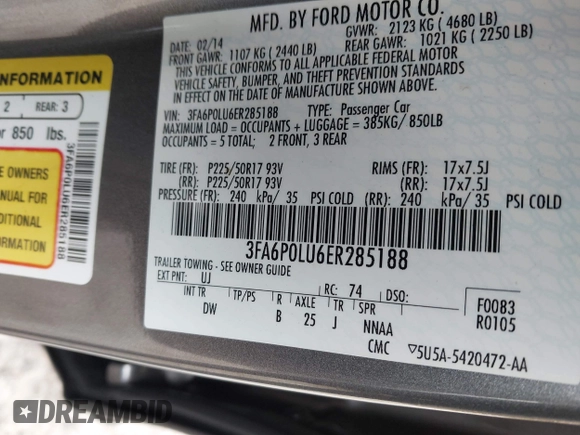 MFD. BY FORD MOTOR CO.
DATE: 02/14
GVWR: 2123 KG ( 4680 LB)
FRONT GAWR: 1107 KG ( 2440 LB)
REAR GAWR: 1021 KG ( 2250 LB)
THIS VEHICLE CONFORMS TO ALL APPLICABLE FEDERAL MOTOR
VEHICLE SAFETY, BUMPER, AND THEFT PREVENTION STANDARDS
IN EFFECT ON THE DATE OF MANUFACTURE SHOWN ABOVE.
VIN: 3FA6P0LU6ER285188
TYPE: Passenger Car
MAXIMUM LOAD = OCCUPANTS + LUGGAGE = 385KG/ 850LB
OCCUPANTS = 5 TOTAL; 2 FRONT, 3 REAR
TIRE (FR): P225/50R17 93V RIMS (FR): 17x7.5J
(RR): P225/50R17 93V (RR): 17x7.5J
PRESSURE (FR): 240 kPa/ 35 PSI COLD (RR): 240 kPa/ 35 PSI COLD
3FA6P0LU6ER285188
TRAILER TOWING - SEE OWNER GUIDE
EXT PNT: UJ RC: 74 DSO: F0083
R0105
INT TR TP/PS R AXLE TR SPR
DW B 25 J NNAA
CMC ▽5U5A-5420472-AA
INFORMATION
2 REAR: 3
or 850 lbs.
OWNERS
MANUAL FOR
ADDITIONAL
INFORMATION
3FA6P0LU6ER285188
DREAMBID